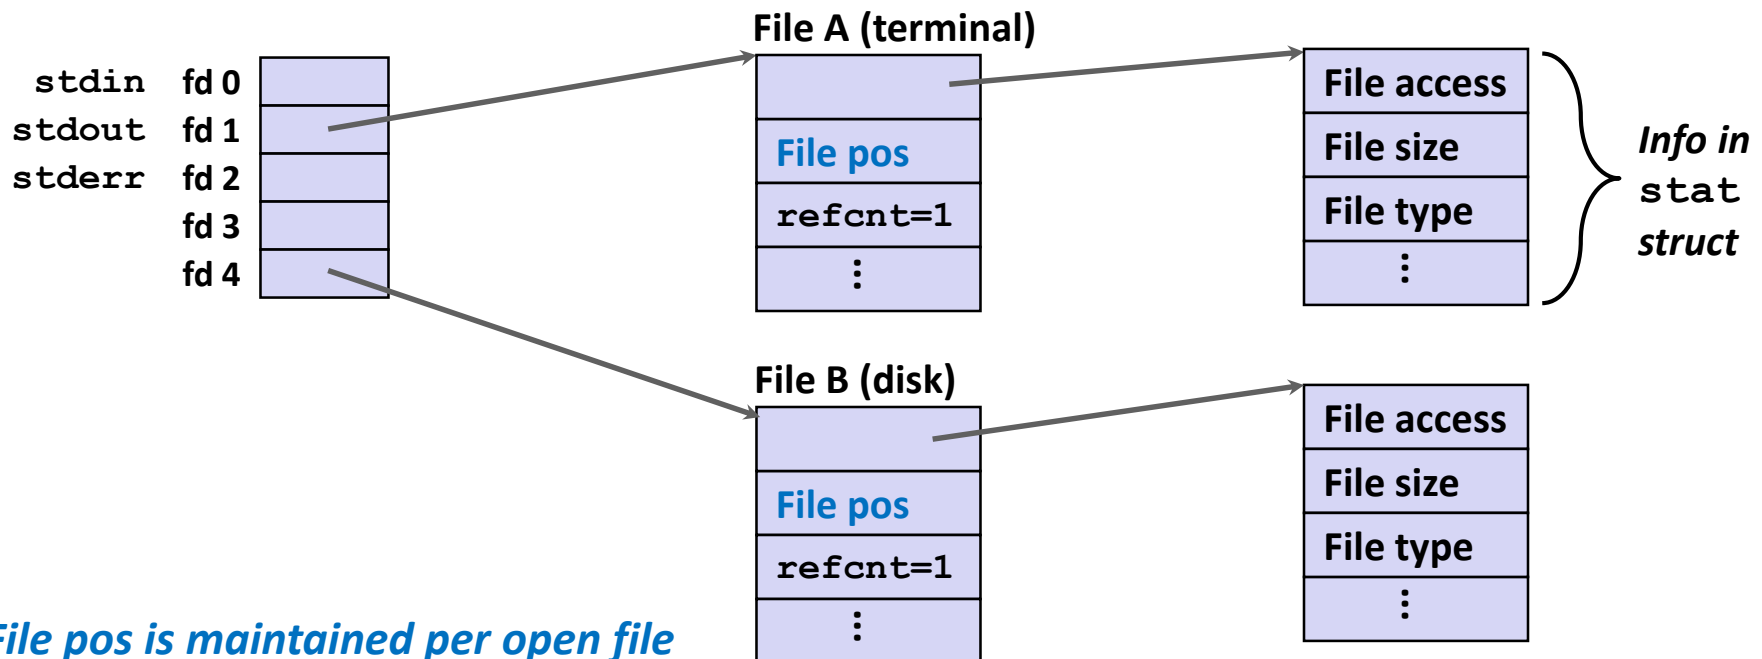 File A (terminal)
stdin fd 0
stdout fd 1
stderr fd 2
fd 3
fd 4
File pos
refcnt=1
⋮
File access
File size
File type
⋮
Info in
stat
struct
File B (disk)
File pos
refcnt=1
⋮
File access
File size
File type
⋮
File pos is maintained per open file